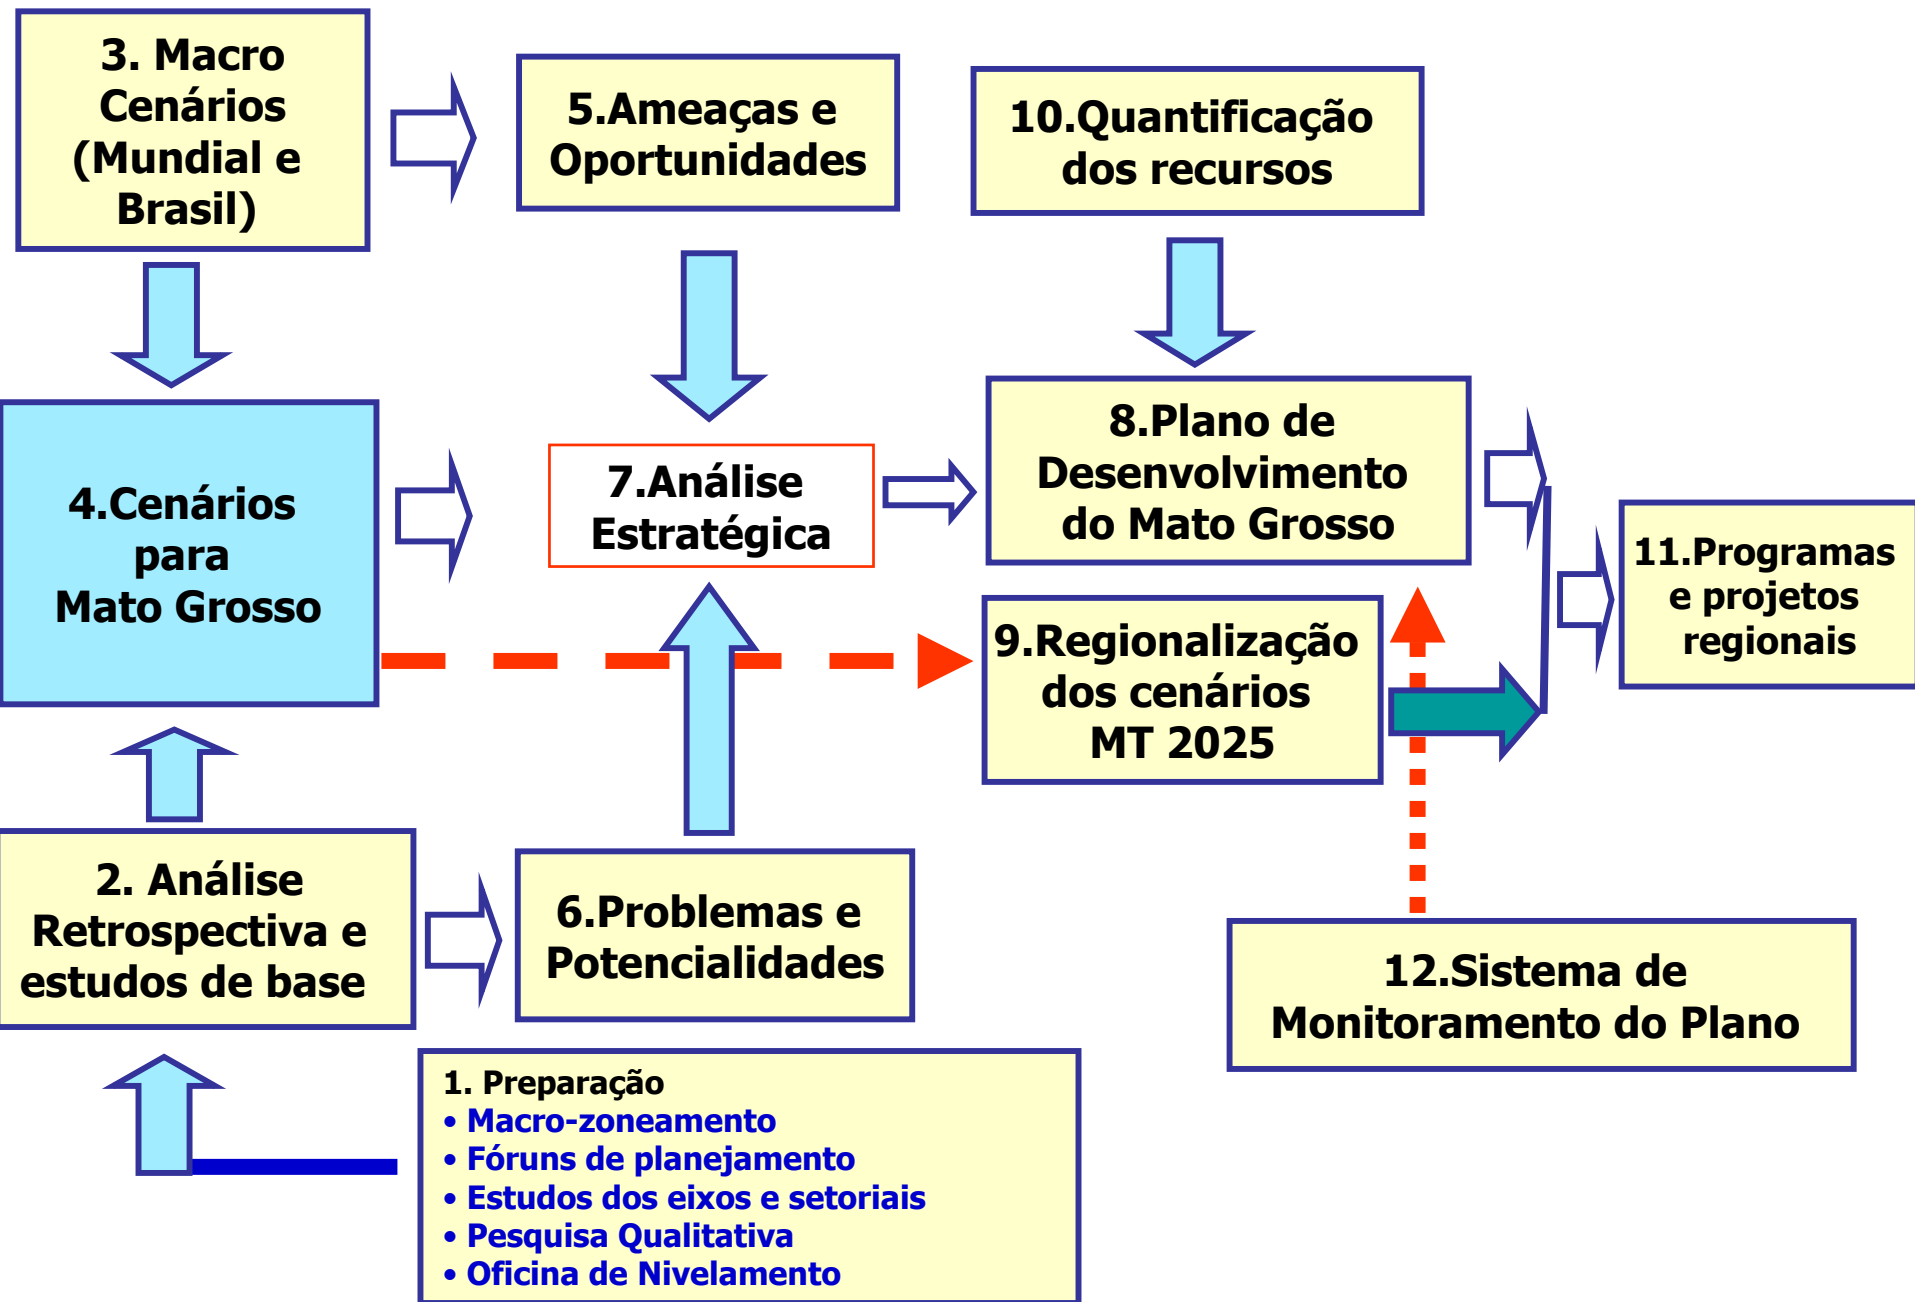 3. Macro
Cenários
(Mundial e
Brasil)
5.Ameaças e
Oportunidades
10.Quantificação
dos recursos
4.Cenários
para
Mato Grosso
7.Análise
Estratégica
8.Plano de
Desenvolvimento
do Mato Grosso
11.Programas
e projetos
regionais
9.Regionalização
dos cenários
MT 2025
2. Análise
Retrospectiva e
estudos de base
6.Problemas e
Potencialidades
12.Sistema de
Monitoramento do Plano
1. Preparação
• Macro-zoneamento
• Fóruns de planejamento
• Estudos dos eixos e setoriais
• Pesquisa Qualitativa
• Oficina de Nivelamento